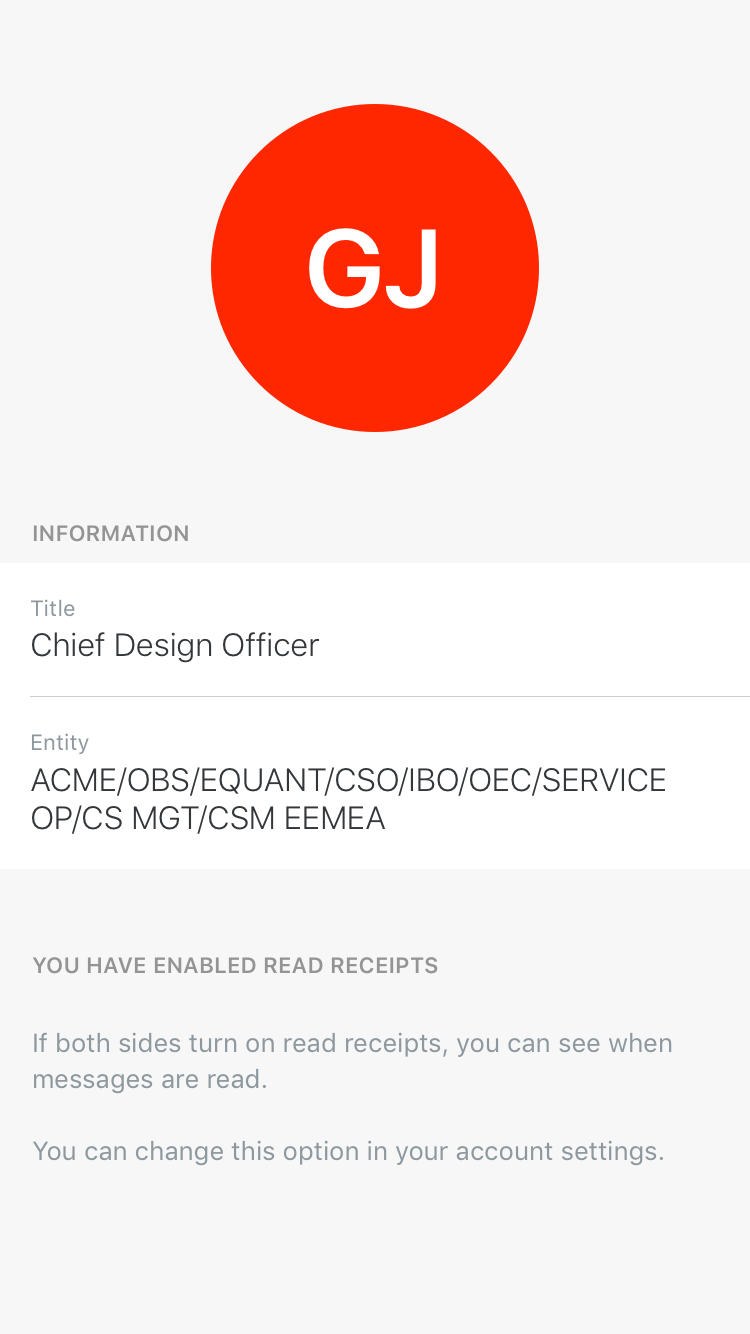 GJ
INFORMATION
Title
Chief Design Officer
Entity
ACME/OBS/EQUANT/CSO/IBO/OEC/SERVICE
OP/CS MGT/CSM EEMEA
YOU HAVE ENABLED READ RECEIPTS
If both sides turn on read receipts, you can see when
messages are read.
You can change this option in your account settings.